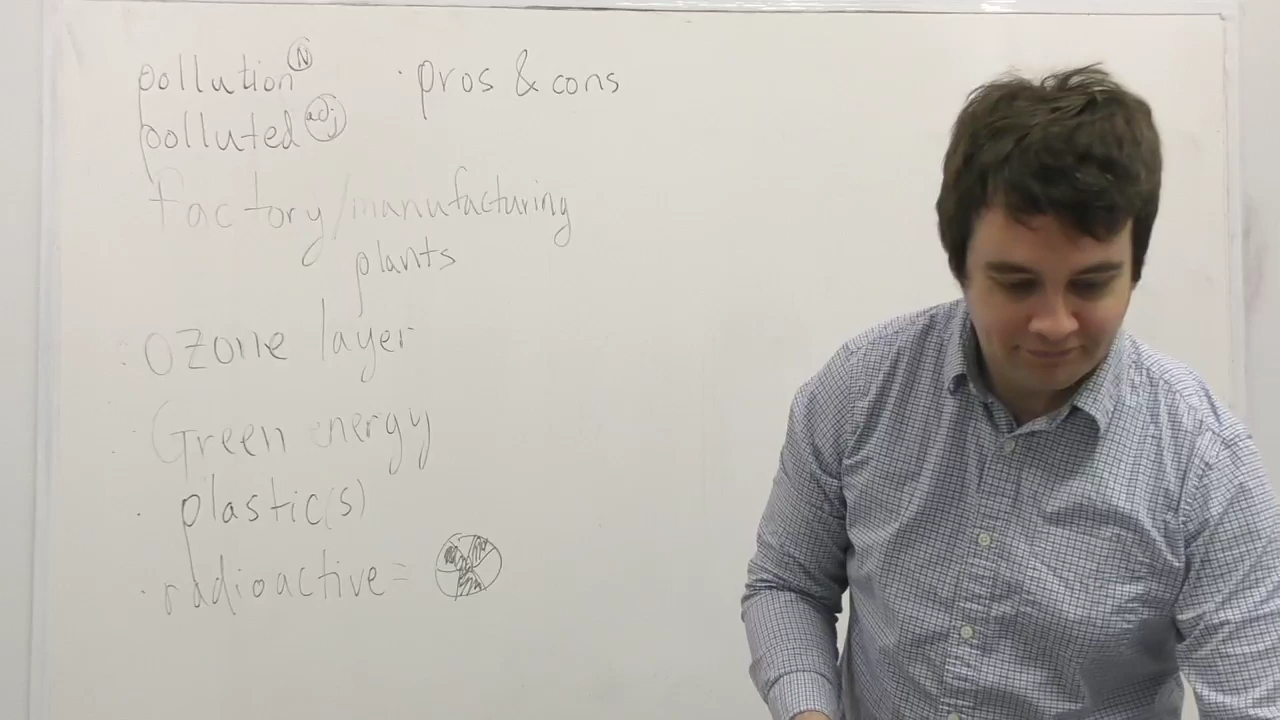 pollution N
polluted adj
factory/manufacturing
plants
· ozone layer
· Green energy
· plastic(s)
· radioactive =
· pros & cons